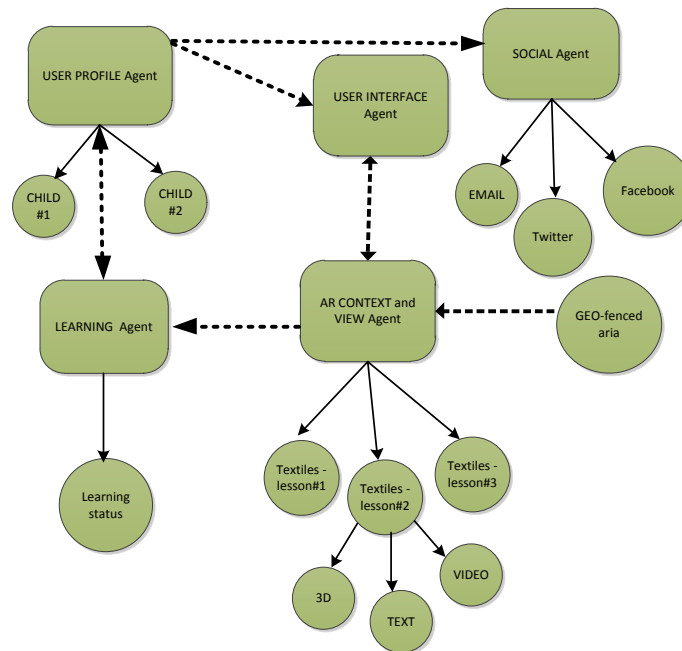 USER PROFILE Agent
SOCIAL Agent
USER INTERFACE
Agent
CHILD
#1
CHILD
#2
EMAIL
Twitter
Facebook
LEARNING  Agent
AR CONTEXT and
VIEW Agent
GEO-fenced
aria
Learning
status
Textiles -
lesson#1
Textiles -
lesson#2
Textiles -
lesson#3
3D
TEXT
VIDEO